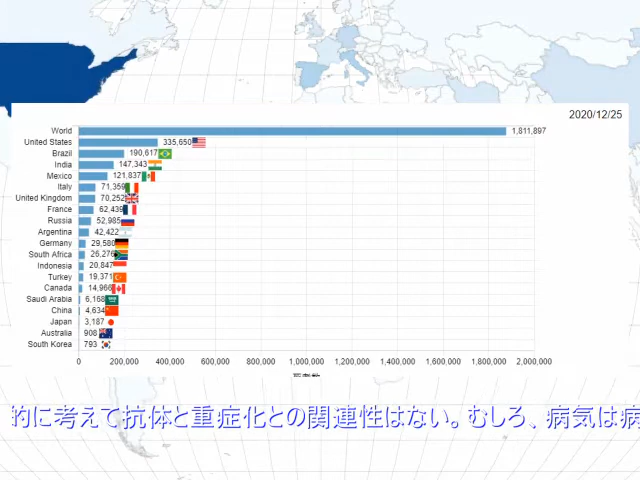 2020/12/25
World 1,811,897
United States 335,650
Brazil 190,617
India 147,343
Mexico 121,837
Italy 71,359
United Kingdom 70,252
France 62,439
Russia 52,985
Argentina 42,422
Germany 29,580
South Africa 26,276
Indonesia 20,847
Turkey 19,371
Canada 14,966
Saudi Arabia 6,168
China 4,634
Japan 3,187
Australia 908
South Korea 793
0 200,000 400,000 600,000 800,000 1,000,000 1,200,000 1,400,000 1,600,000 1,800,000 2,000,000
的に考えて抗体と重症化との関連性はない。むしろ、病気は病